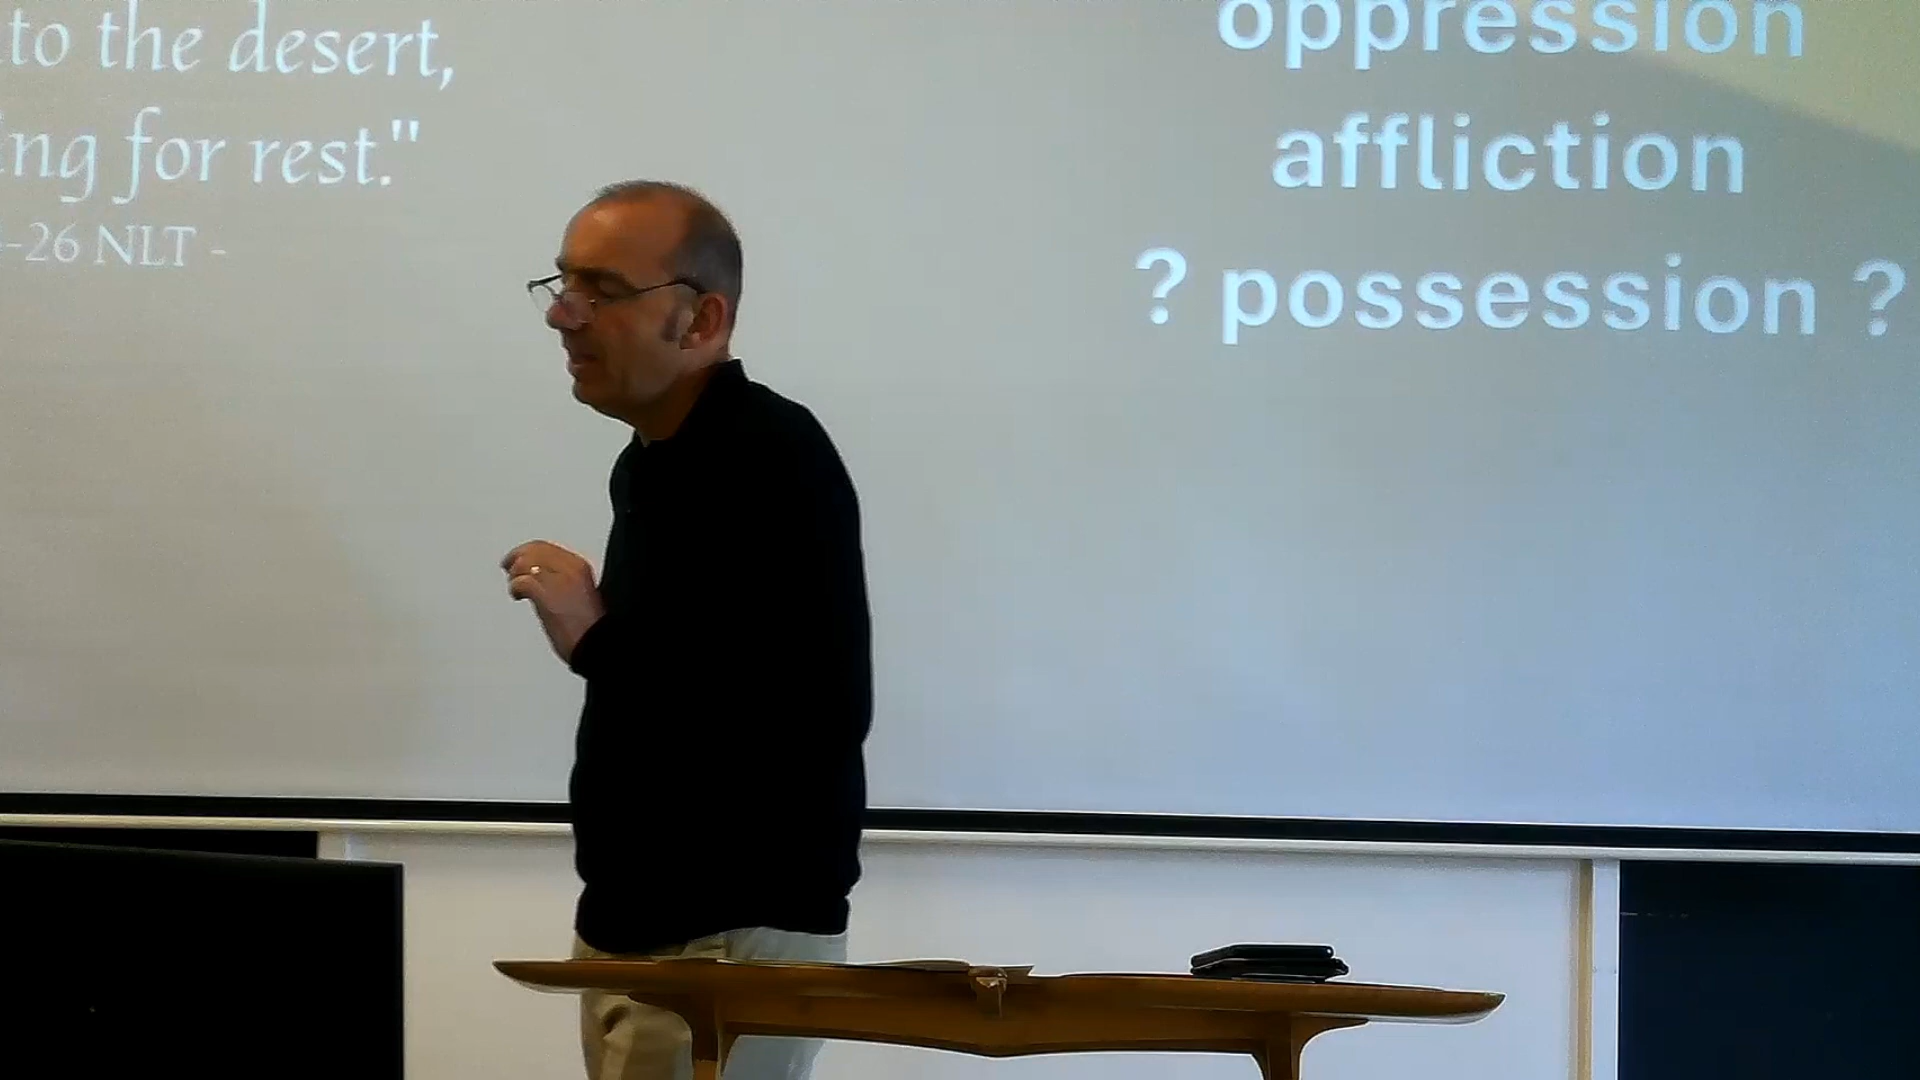 to the desert,
ing for rest."
-26 NLT -
oppression
affliction
? possession ?